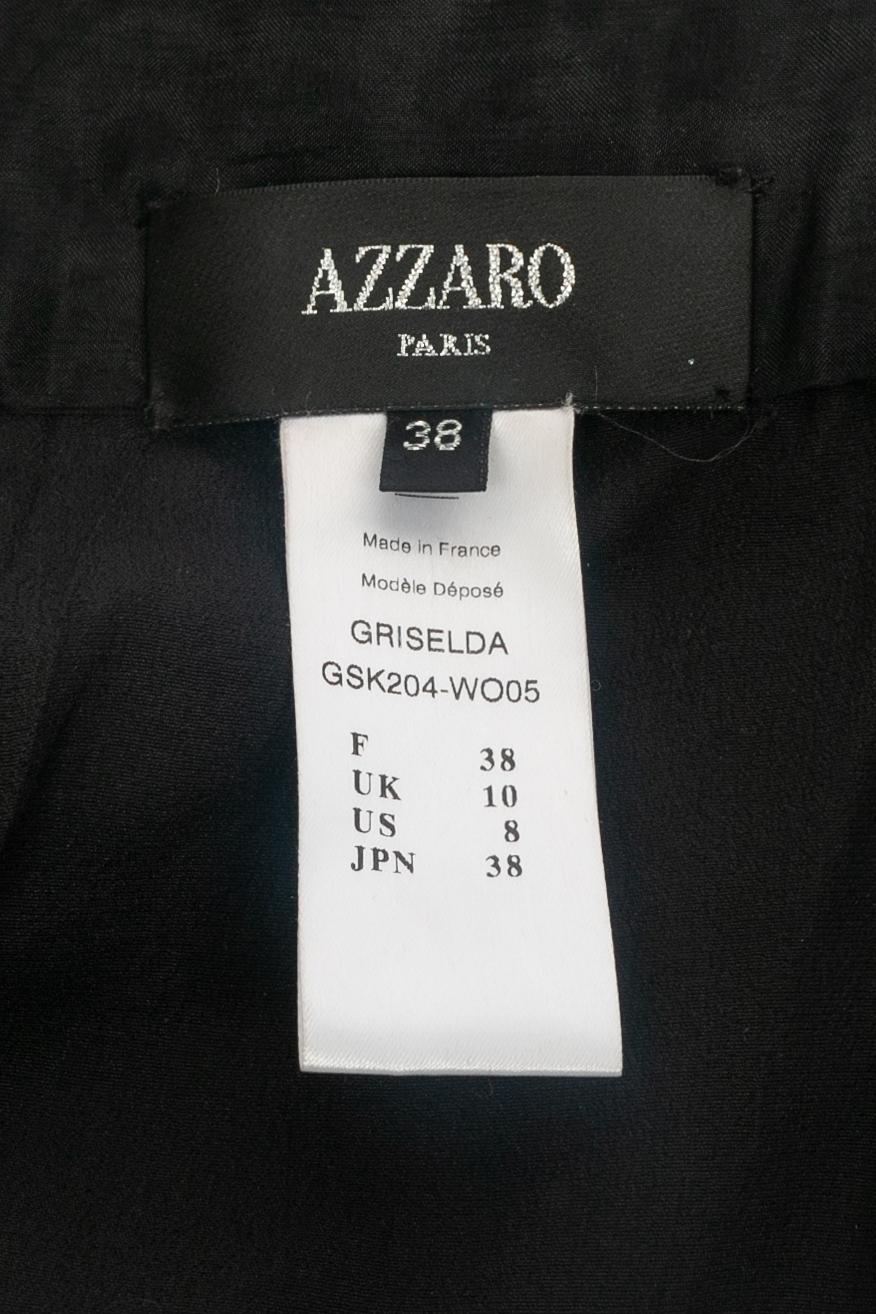 AZZARO
PARIS
38
Made in France
Modèle Déposé
GRISELDA
GSK204-WO05
F 38
UK 10
US 8
JPN 38